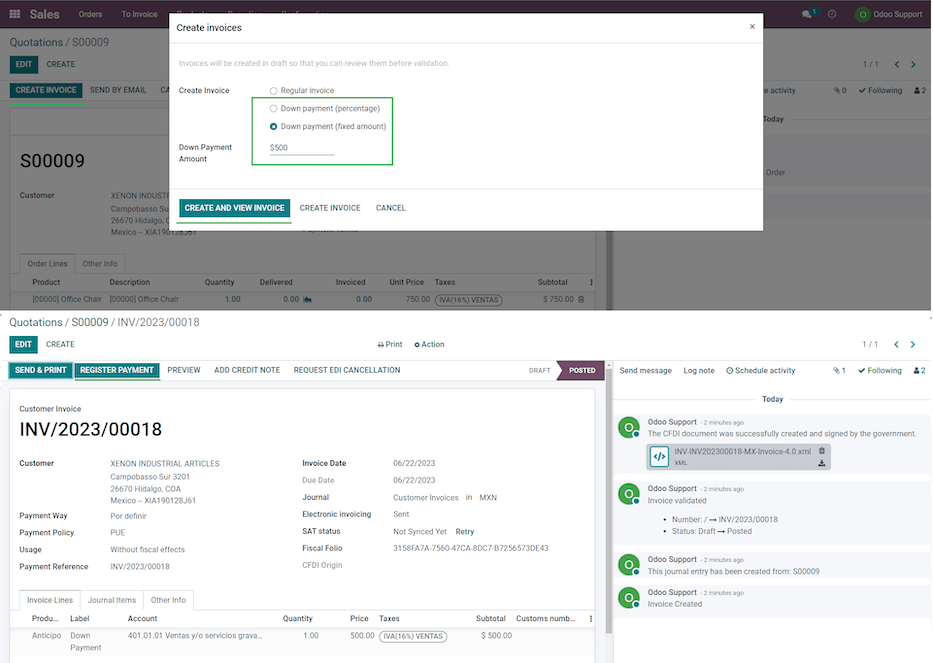 Sales Orders To Invoice Products Reporting Configuration 1 O Odoo Support
Quotations / S00009
EDIT CREATE 1 / 1
CREATE INVOICE SEND BY EMAIL CA e activity 0 Following 2
Create invoices ×
Invoices will be created in draft so that you can review them before validation.
Create Invoice Regular invoice
Down payment (percentage)
Down payment (fixed amount)
Down Payment Amount $500
CREATE AND VIEW INVOICE CREATE INVOICE CANCEL
Today
Order
S00009
Customer XENON INDUSTR
Campobasso Su
26670 Hidalgo, C
Mexico – XIA190128J61
Order Lines Other Info
Product Description Quantity Delivered Invoiced Unit Price Taxes Subtotal
[00000] Office Chair [00000] Office Chair 1.00 0.00 0.00 750.00 IVA(16%) VENTAS $ 750.00
Quotations / S00009 / INV/2023/00018
EDIT CREATE Print Action 1 / 1
SEND & PRINT REGISTER PAYMENT PREVIEW ADD CREDIT NOTE REQUEST EDI CANCELLATION DRAFT POSTED Send message Log note Schedule activity 1 Following 2
Customer Invoice
INV/2023/00018
Customer XENON INDUSTRIAL ARTICLES
Campobasso Sur 3201
26670 Hidalgo, COA
Mexico – XIA190128J61
Payment Way Por definir
Payment Policy PUE
Usage Without fiscal effects
Payment Reference INV/2023/00018
Invoice Date 06/22/2023
Due Date 06/22/2023
Journal Customer Invoices in MXN
Electronic invoicing Sent
SAT status Not Synced Yet Retry
Fiscal Folio 3158FA7A-7560-47CA-8DC7-B7256573DE43
CFDI Origin
Invoice Lines Journal Items Other Info
Produ... Label Account Quantity Price Taxes Subtotal Customs numb...
Anticipo Down Payment 401.01.01 Ventas y/o servicios grava... 1.00 500.00 IVA(16%) VENTAS $ 500.00
Today
O Odoo Support - 2 minutes ago
The CFDI document was successfully created and signed by the government.
INV-INV202300018-MX-Invoice-4.0.xml
XML
O Odoo Support - 2 minutes ago
Invoice validated
• Number: / → INV/2023/00018
• Status: Draft → Posted
O Odoo Support - 2 minutes ago
This journal entry has been created from: S00009
O Odoo Support - 2 minutes ago
Invoice Created